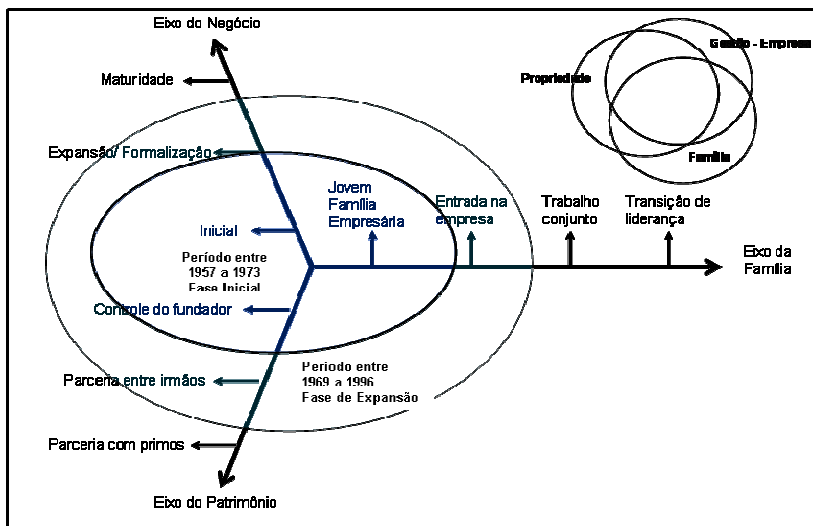 Eixo do Negócio
Gestão - Empresa
Maturidade
Propriedade
Expansão/ Formalização
Família
Jovem
Família
Empresária
Entrada na
empresa
Trabalho
conjunto
Transição de
liderança
Inicial
Período entre
1957 a 1973
Fase Inicial
Eixo da
Família
Controle do fundador
Parceria entre irmãos
Período entre
1969 a 1996
Fase de Expansão
Parceria com primos
Eixo do Patrimônio